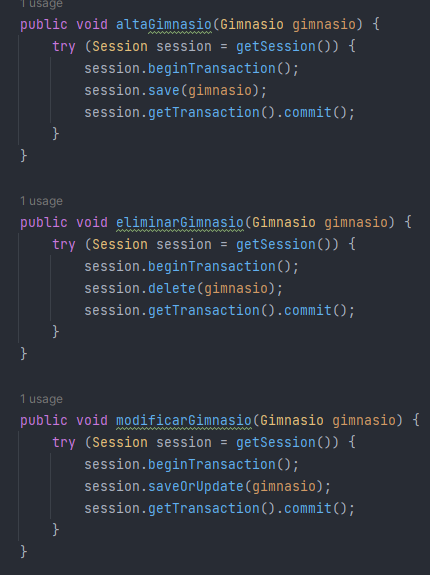 1 usage
public void altaGimnasio(Gimnasio gimnasio) {
try (Session session = getSession()) {
session.beginTransaction();
session.save(gimnasio);
session.getTransaction().commit();
}
}
1 usage
public void eliminarGimnasio(Gimnasio gimnasio) {
try (Session session = getSession()) {
session.beginTransaction();
session.delete(gimnasio);
session.getTransaction().commit();
}
}
1 usage
public void modificarGimnasio(Gimnasio gimnasio) {
try (Session session = getSession()) {
session.beginTransaction();
session.saveOrUpdate(gimnasio);
session.getTransaction().commit();
}
}